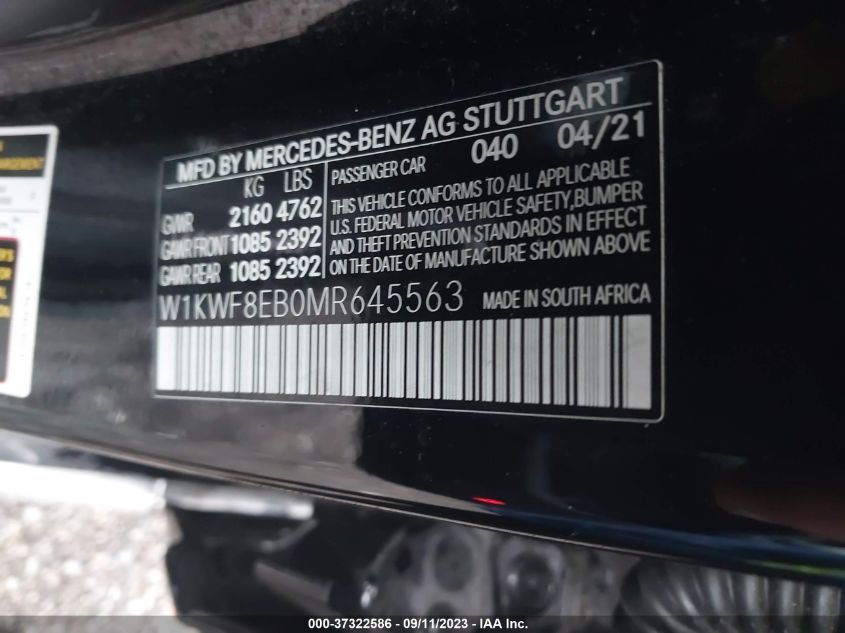 MFD BY MERCEDES-BENZ AG STUTTGART
KG LBS
GVWR 2160 4762
GAWR FRONT 1085 2392
GAWR REAR 1085 2392
PASSENGER CAR 040 04/21
THIS VEHICLE CONFORMS TO ALL APPLICABLE
U.S. FEDERAL MOTOR VEHICLE SAFETY, BUMPER
AND THEFT PREVENTION STANDARDS IN EFFECT
ON THE DATE OF MANUFACTURE SHOWN ABOVE
W1KWF8EB0MR645563 MADE IN SOUTH AFRICA
000-37322586 - 09/11/2023 - IAA Inc.